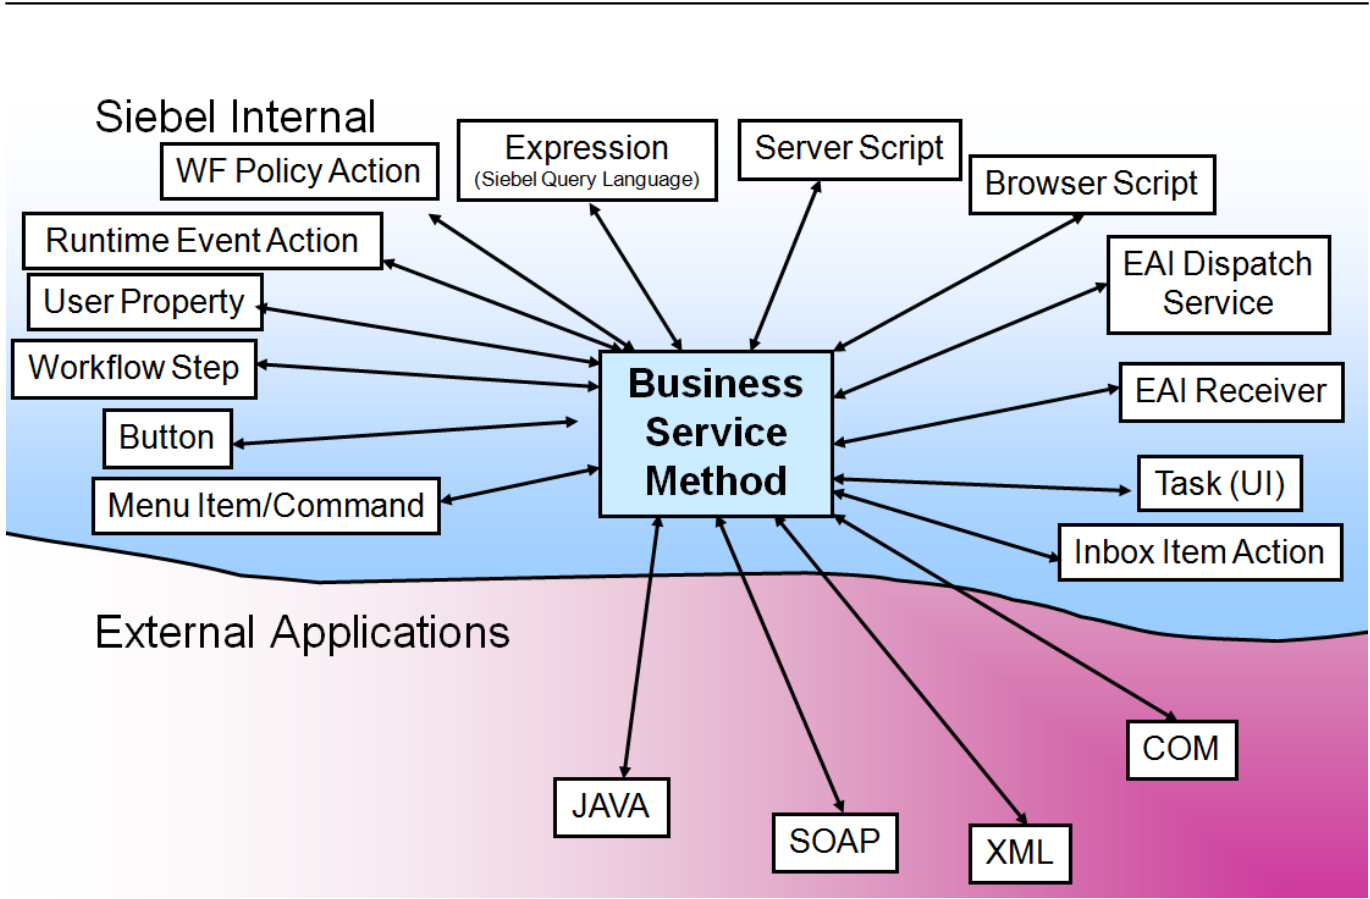 Siebel Internal
WF Policy Action
Expression
(Siebel Query Language)
Server Script
Browser Script
Runtime Event Action
EAI Dispatch
Service
User Property
Workflow Step
Business
Service
Method
EAI Receiver
Button
Task (UI)
Menu Item/Command
Inbox Item Action
External Applications
COM
JAVA
SOAP
XML